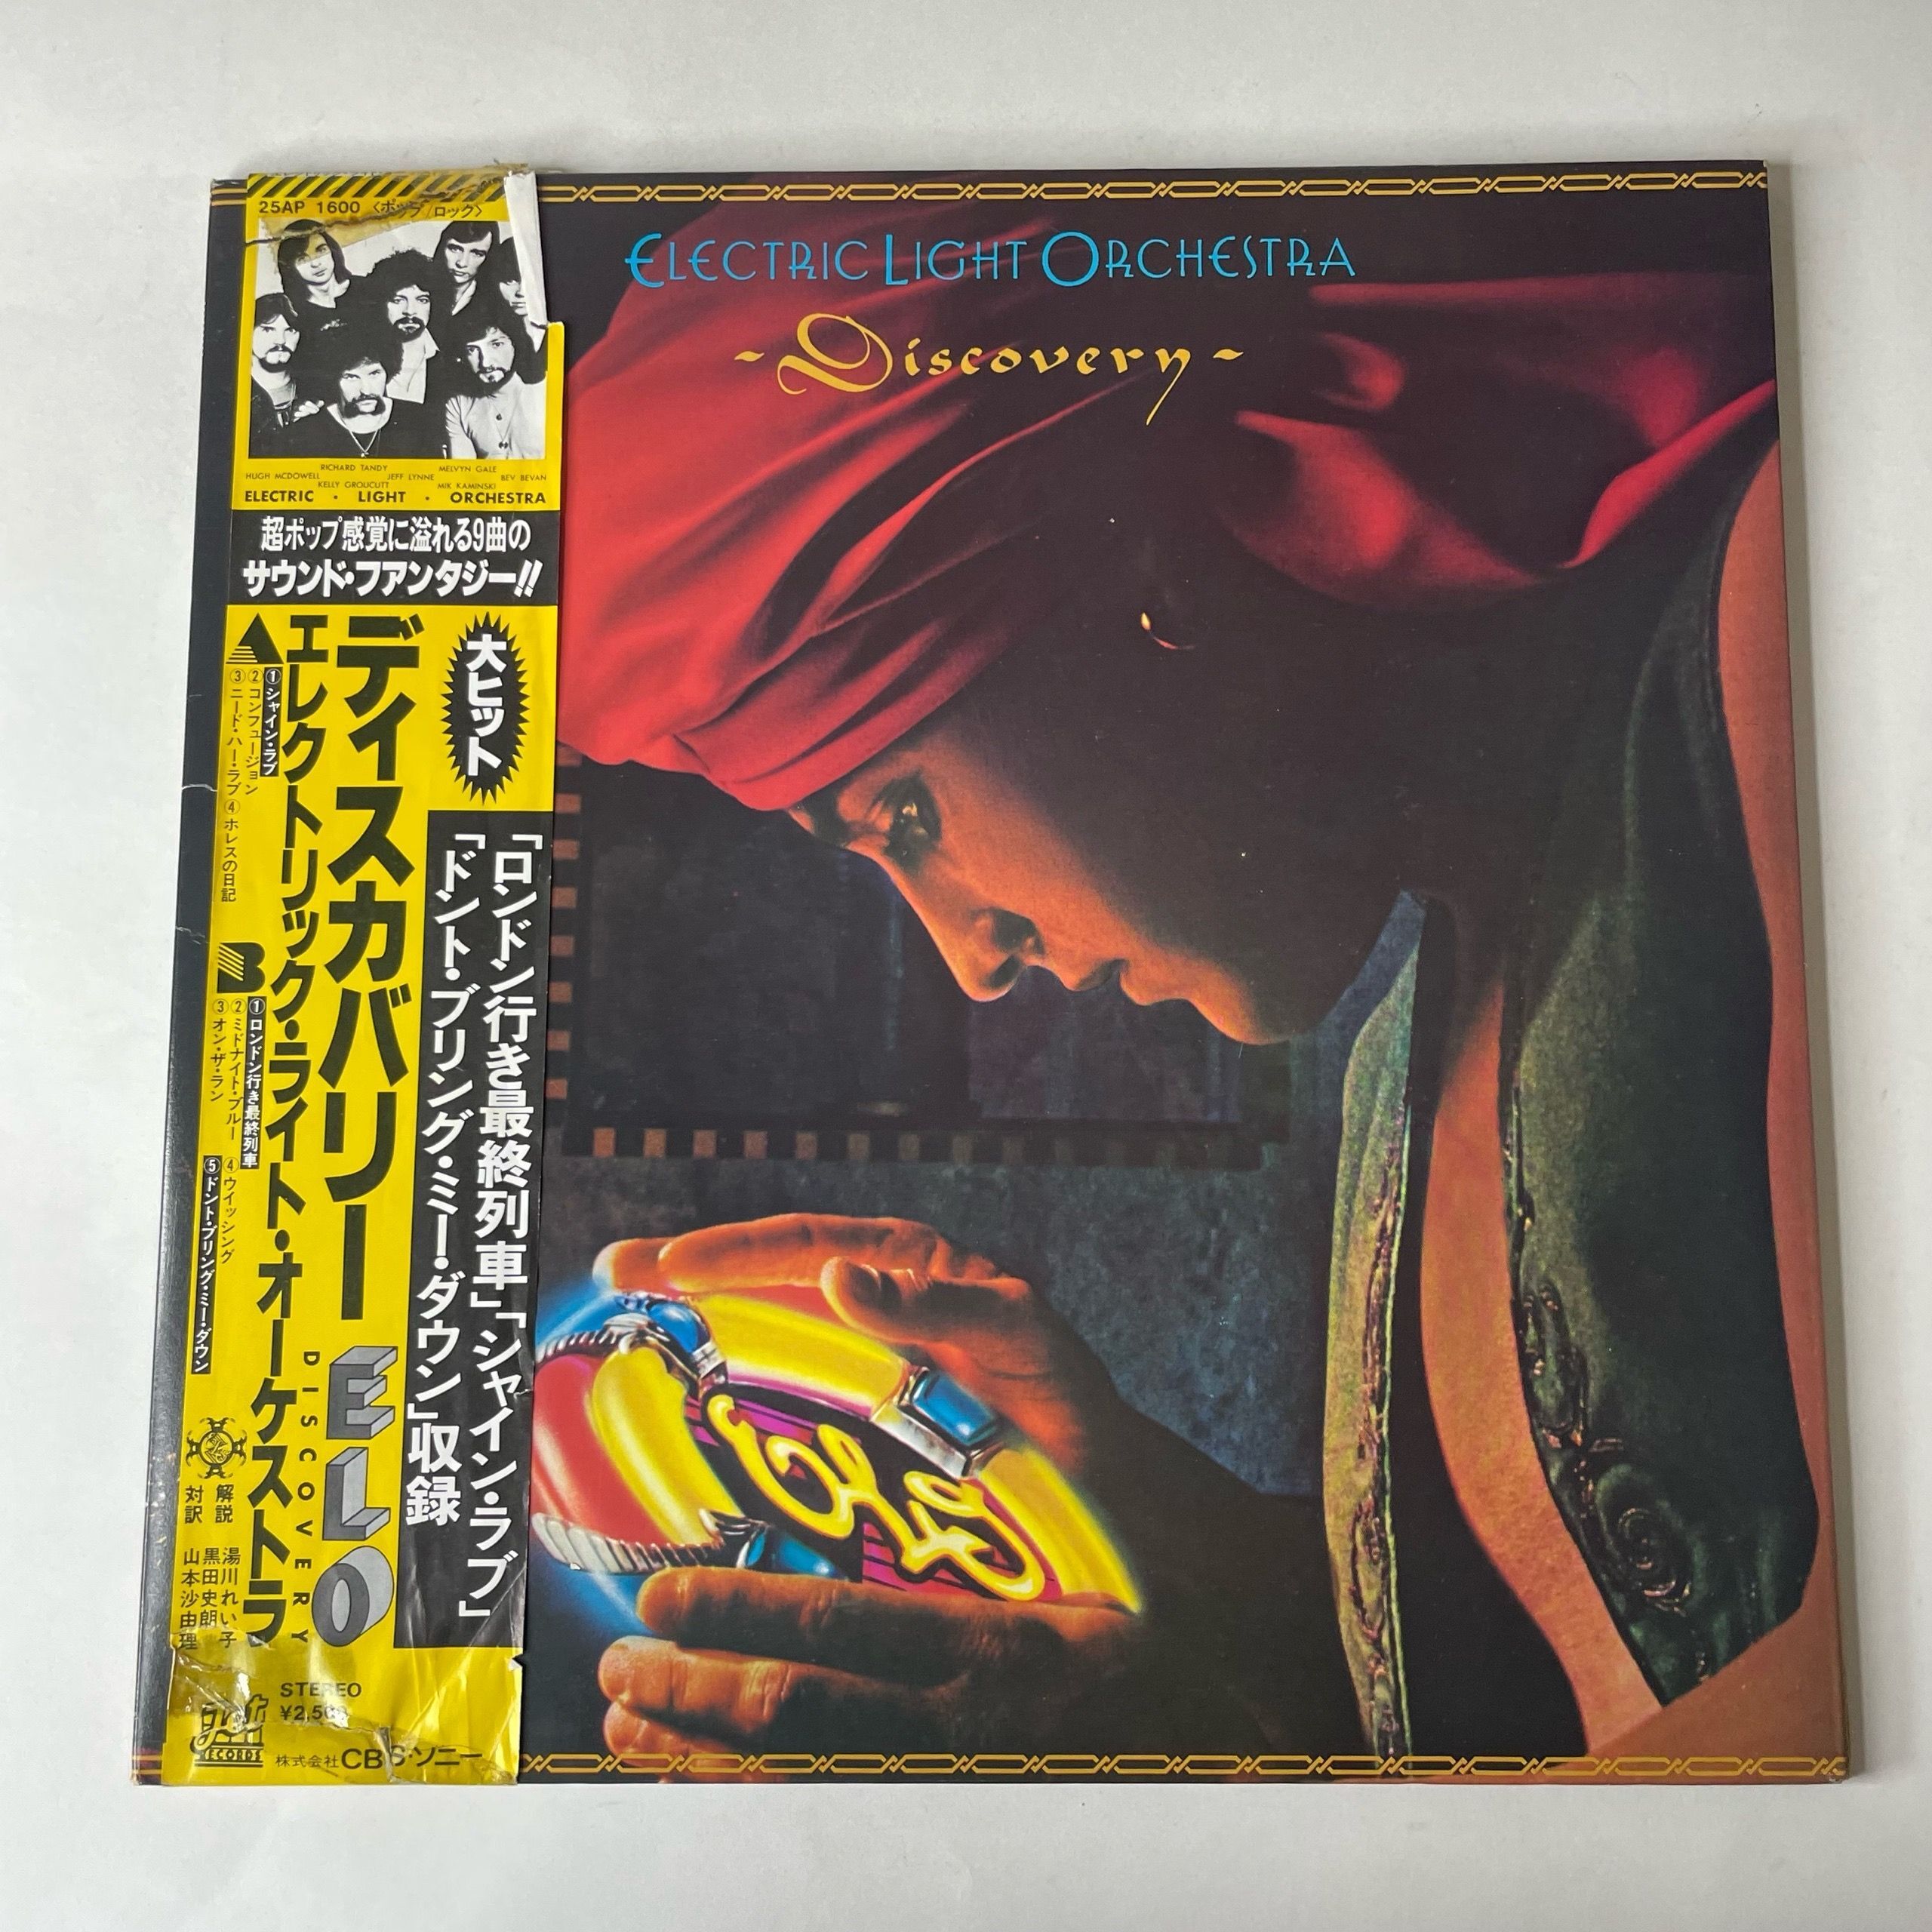 25AP 1600 〈ポップ/ロック〉
RICHARD TANDY MELVYN GALE
HUGH MCDOWELL JEFF LYNNE BEV BEVAN
KELLY GROUCUTT MIK KAMINSKI
ELECTRIC • LIGHT • ORCHESTRA
超ポップ感覚に溢れる9曲の
サウンド・ファンタジー!!
大ヒット
「ロンドン行き最終列車」「シャイン・ラブ」
「ドント・ブリング・ミー・ダウン」収録
ディスカバリー
ELO
DISCOVERY
エレクトリック・ライト・オーケストラ
A
①シャイン・ラブ
②コンフュージョン
③ニード・ハー・ラブ ④ホレスの日記
B
①ロンドン行き最終列車
②ミドナイト・ブルー ④ウイッシング
③オン・ザ・ラン ⑤ドント・ブリング・ミー・ダウン
解説 湯川れい子
黒田史朗
対訳 山本沙由理
STEREO
¥2,500
jet
RECORDS
株式会社CBS・ソニー
ELECTRIC LIGHT ORCHESTRA
-Discovery-
ELO